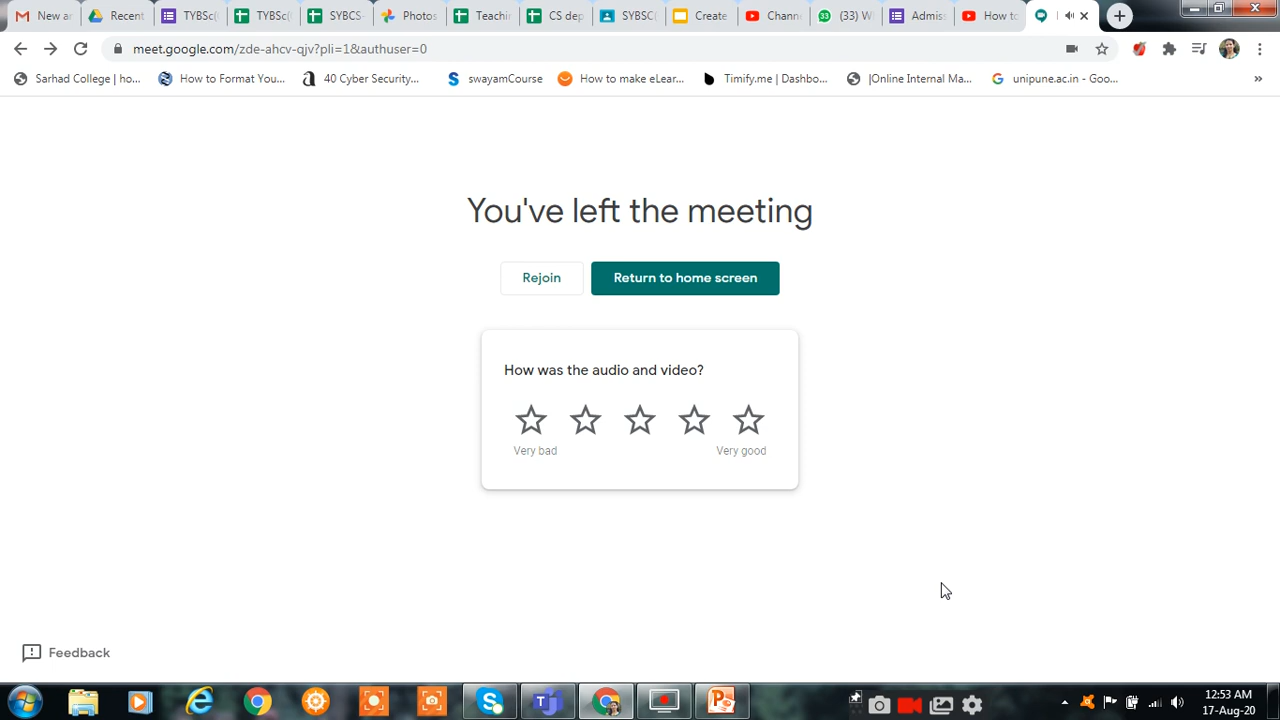 New a
Recent
TYBSc(
TYBSc(
SYBCS-
Photos
Teac
CS Dep
SYBSC(
Create
Chann
(33) W
Admis
How to
meet.google.com/zde-ahcv-qjv?pli=1&authuser=0
Sarhad College | ho...
How to Format You...
40 Cyber Security...
swayamCourse
How to make eLear...
Timify.me | Dashbo...
|Online Internal Ma...
unipune.ac.in - Goo...
You've left the meeting
Rejoin
Return to home screen
How was the audio and video?
Very bad
Very good
Feedback
12:53 AM
17-Aug-20